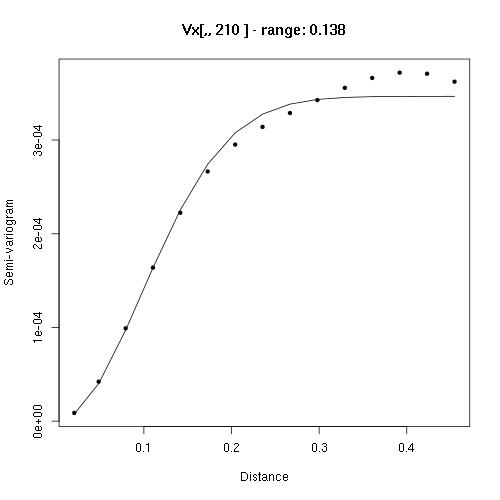 Vx[,, 210 ] - range: 0.138
Semi-variogram
0e+00
1e-04
2e-04
3e-04
0.1
0.2
0.3
0.4
Distance